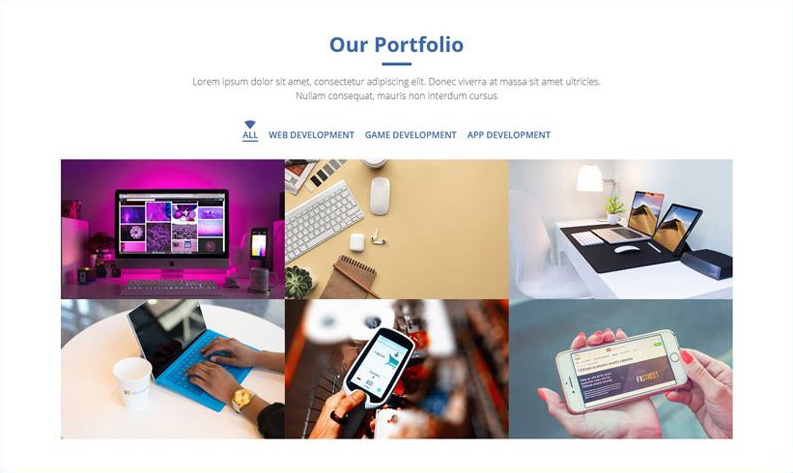 Our Portfolio
Lorem ipsum dolor sit amet, consectetur adipiscing elit. Donec viverra at massa sit amet ultricies.
Nullam consequat, mauris non interdum cursus
ALL WEB DEVELOPMENT GAME DEVELOPMENT APP DEVELOPMENT
FASTREET